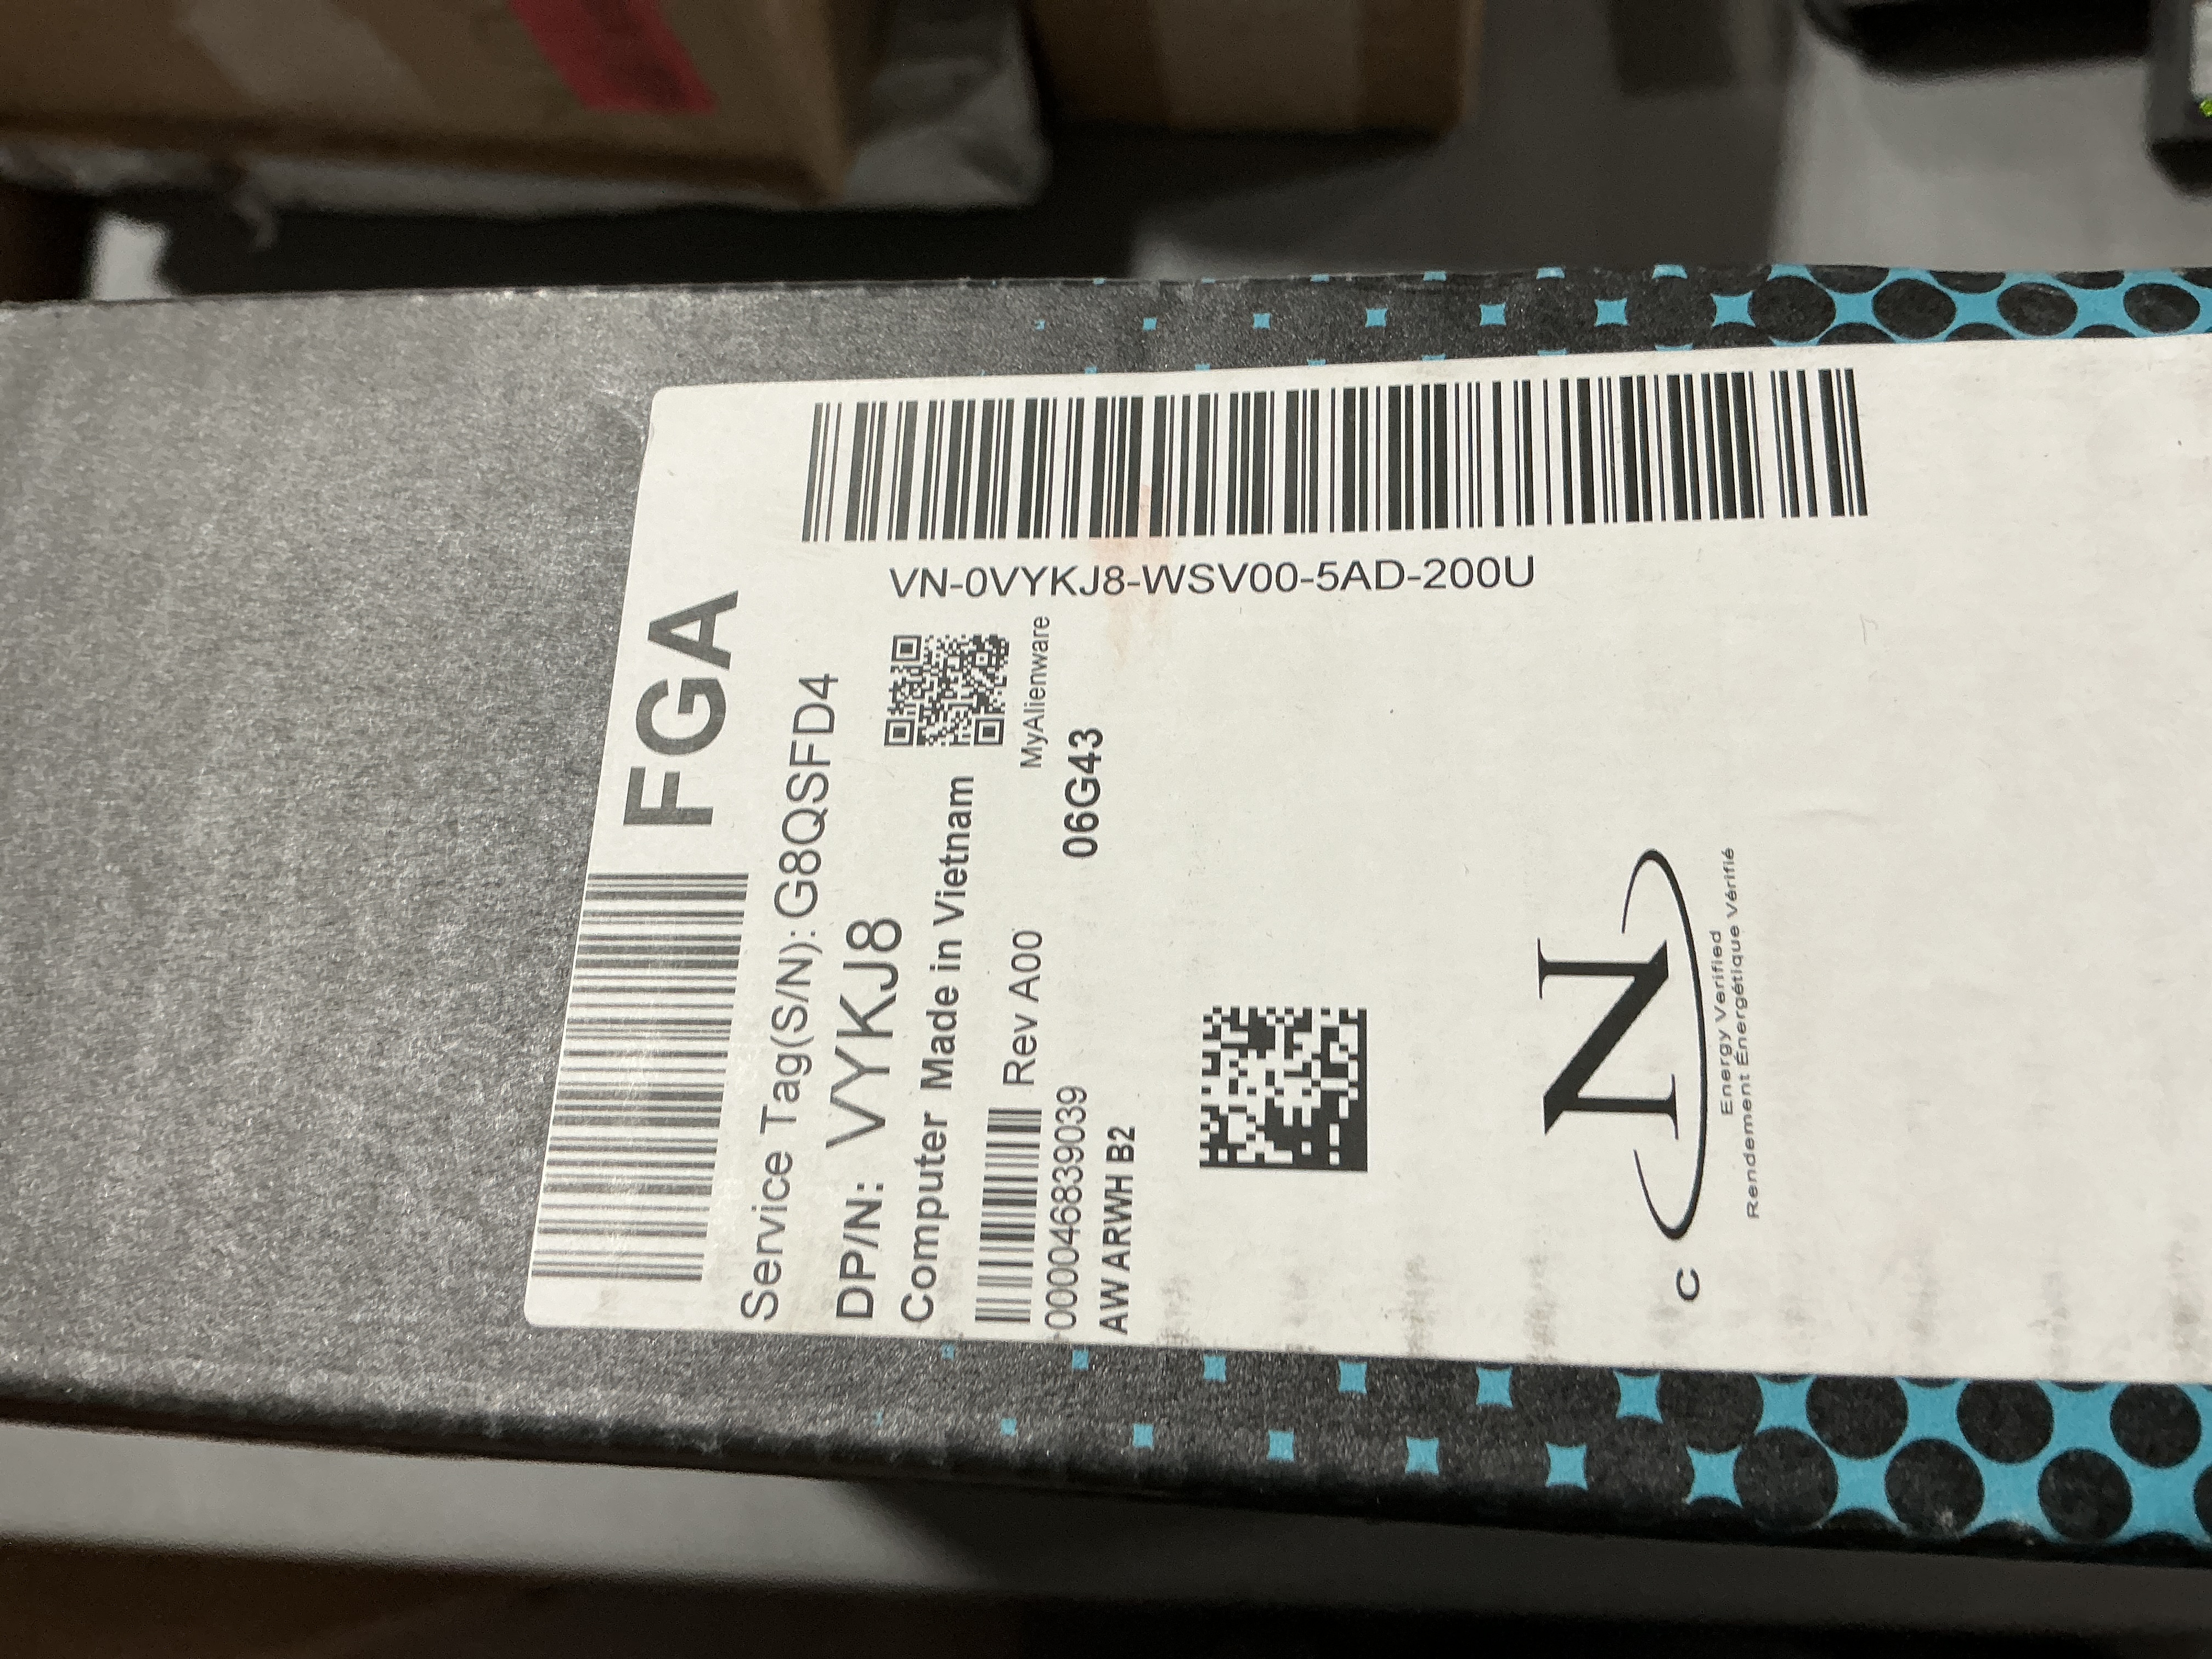 FGA
Service Tag(S/N):G8QSFD4
DP/N: VYKJ8
Computer Made in Vietnam
MyAlienware
Rev A00
000046839039
06G43
AW ARWH B2
VN-0VYKJ8-WSV00-5AD-200U
C N
Energy Verified
Rendement Énergétique Vérifié